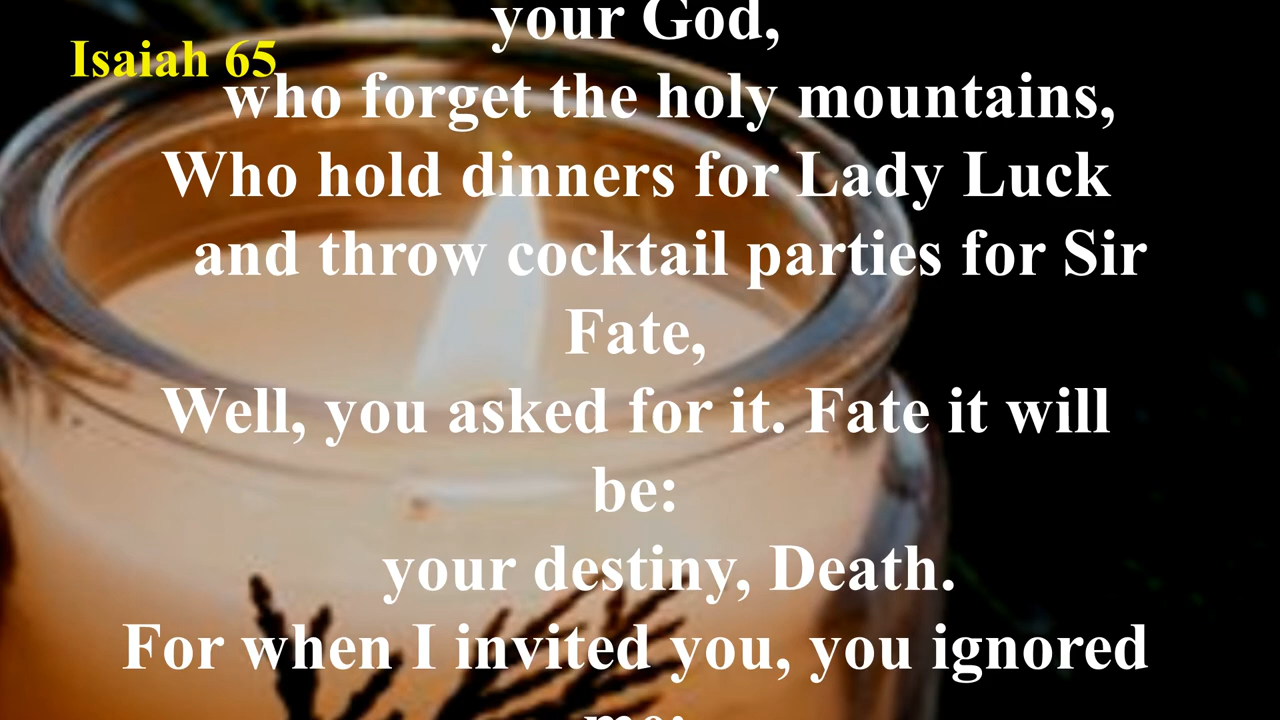 your God,
Isaiah 65
who forget the holy mountains,
Who hold dinners for Lady Luck
and throw cocktail parties for Sir
Fate,
Well, you asked for it. Fate it will
be:
your destiny, Death.
For when I invited you, you ignored
me;